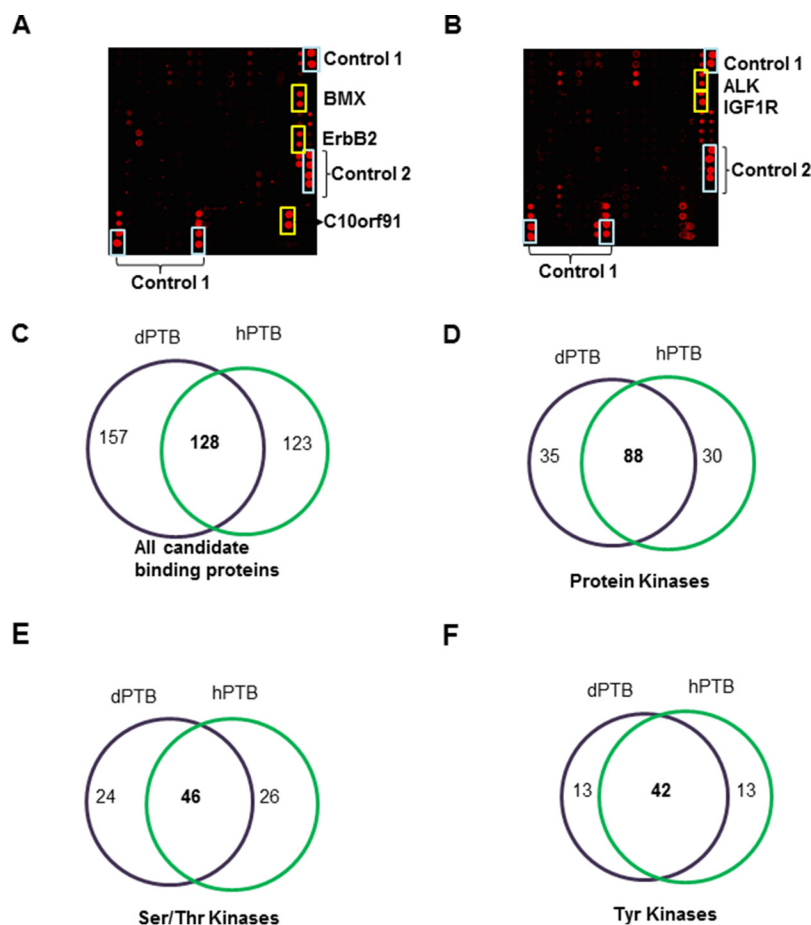 A
Control 1
BMX
ErbB2
Control 2
C10orf91
Control 1
B
Control 1
ALK
IGF1R
Control 2
Control 1
C
dPTB hPTB
157 128 123
All candidate
binding proteins
D
dPTB hPTB
35 88 30
Protein Kinases
E
dPTB hPTB
24 46 26
Ser/Thr Kinases
F
dPTB hPTB
13 42 13
Tyr Kinases